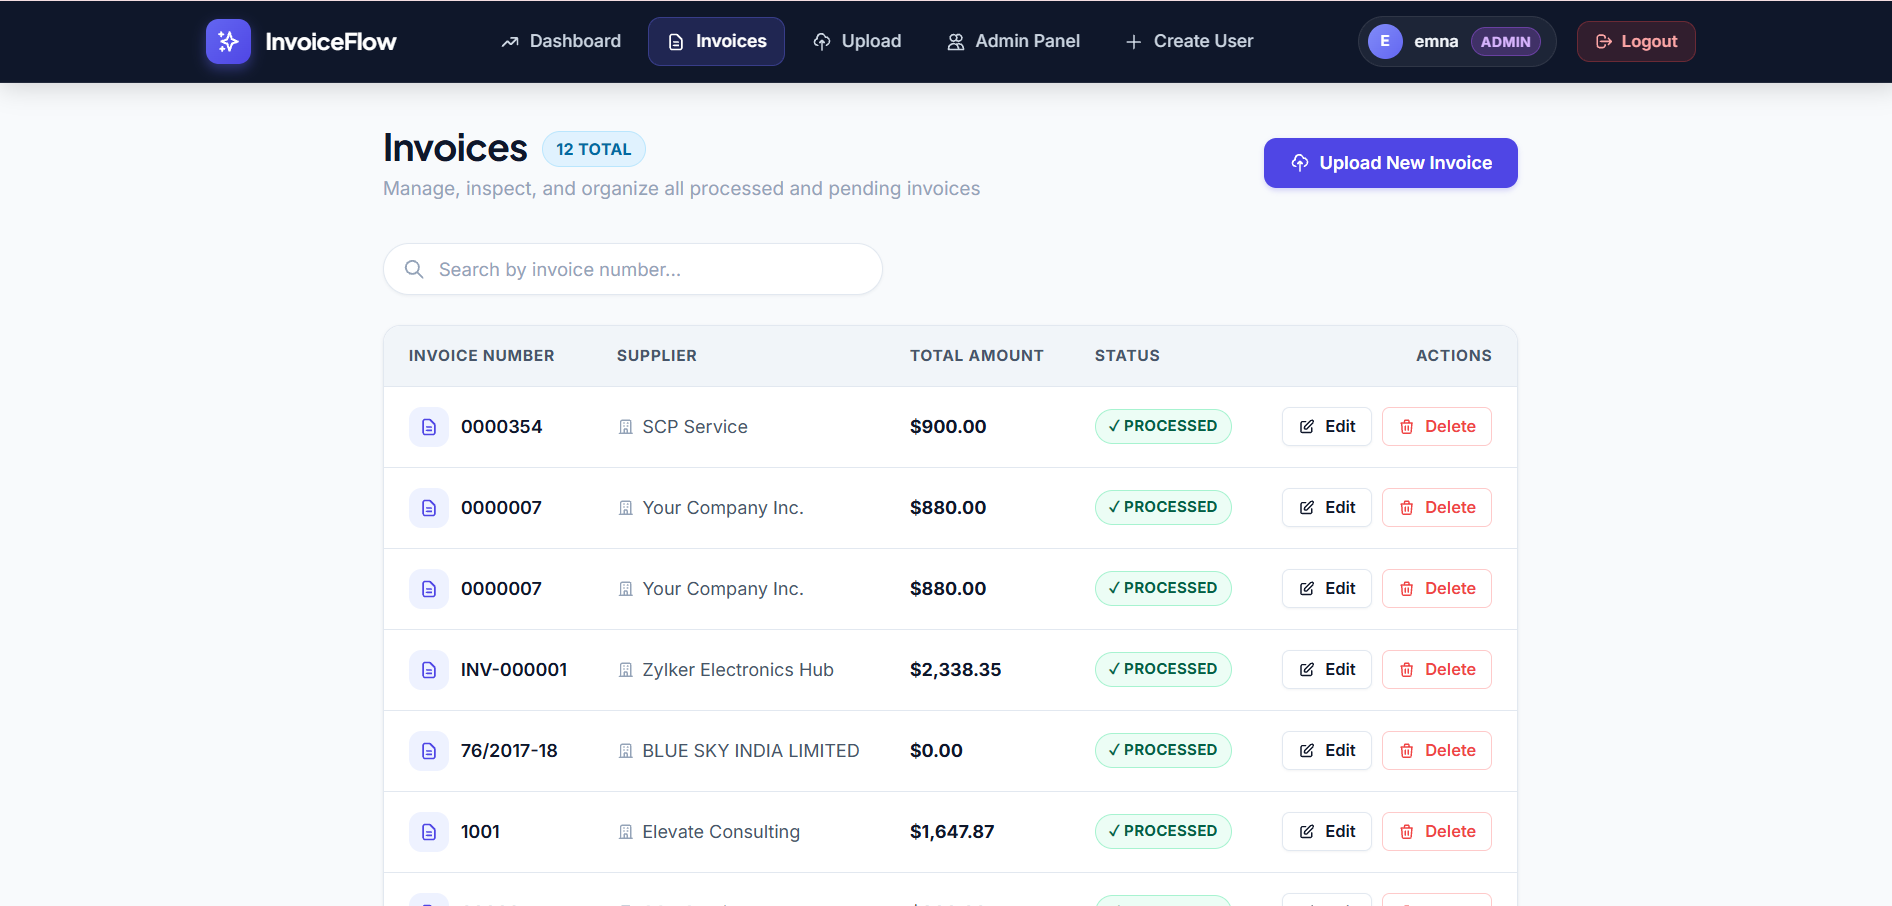 InvoiceFlow
Dashboard
Invoices
Upload
Admin Panel
Create User
E
emna
ADMIN
Logout
Invoices
12 TOTAL
Upload New Invoice
Manage, inspect, and organize all processed and pending invoices
Search by invoice number...
INVOICE NUMBER SUPPLIER TOTAL AMOUNT STATUS ACTIONS
0000354 SCP Service $900.00 ✓ PROCESSED Edit Delete
0000007 Your Company Inc. $880.00 ✓ PROCESSED Edit Delete
0000007 Your Company Inc. $880.00 ✓ PROCESSED Edit Delete
INV-000001 Zylker Electronics Hub $2,338.35 ✓ PROCESSED Edit Delete
76/2017-18 BLUE SKY INDIA LIMITED $0.00 ✓ PROCESSED Edit Delete
1001 Elevate Consulting $1,647.87 ✓ PROCESSED Edit Delete